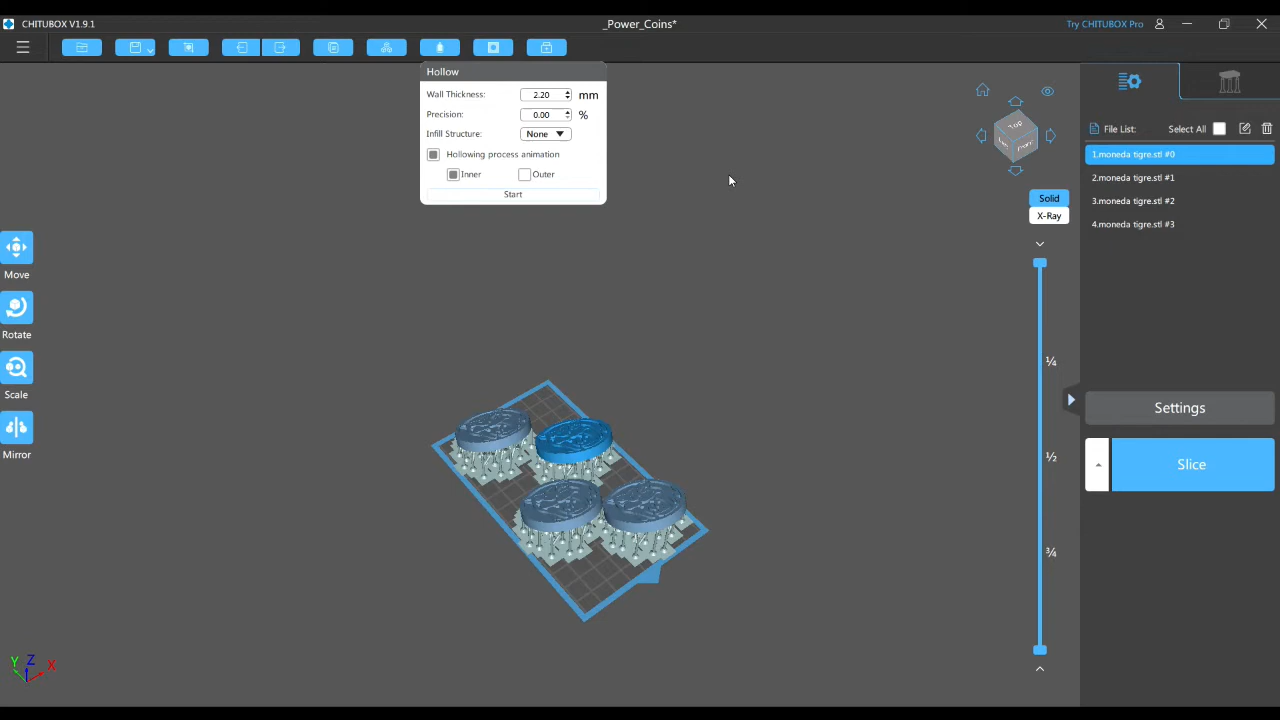 CHITUBOX V1.9.1
_Power_Coins*
Try CHITUBOX Pro
Hollow
Wall Thickness: 2.20 mm
Precision: 0.00 %
Infill Structure: None
Hollowing process animation
Inner Outer
Start
Top
Left Front
Solid
X-Ray
File List: Select All
1.moneda tigre.stl #0
2.moneda tigre.stl #1
3.moneda tigre.stl #2
4.moneda tigre.stl #3
Move
Rotate
Scale
Mirror
¼
½
¾
Settings
Slice
Y Z X